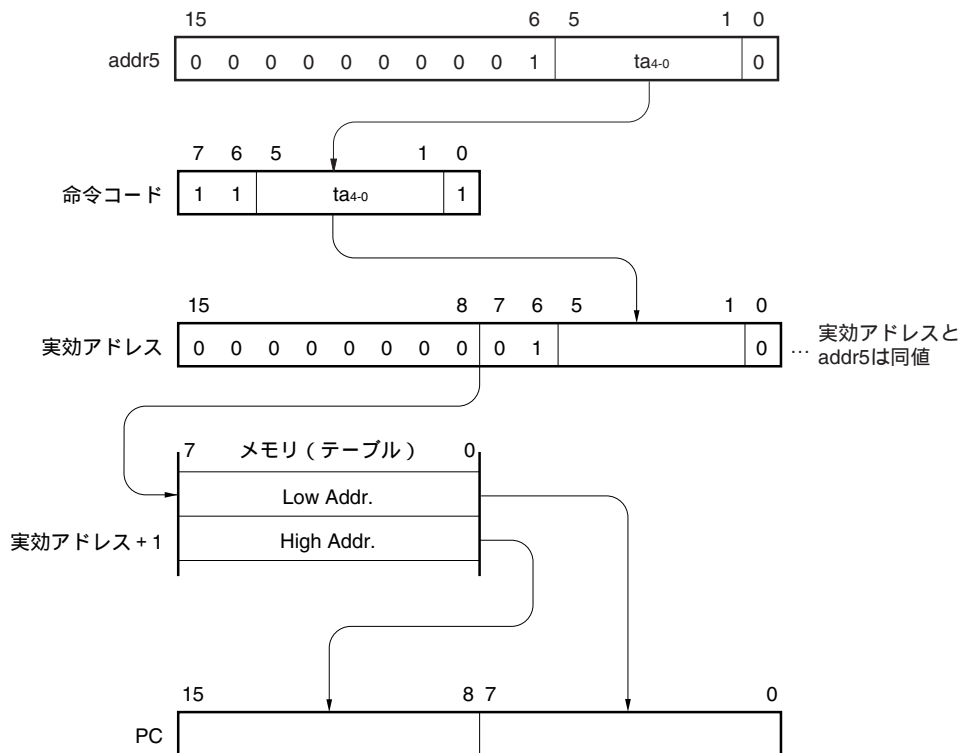 15 6 5 1 0
addr5 0 0 0 0 0 0 0 0 0 1 ta4-0 0
7 6 5 1 0
命令コード 1 1 ta4-0 1
15 8 7 6 5 1 0
実効アドレス 0 0 0 0 0 0 0 0 0 1 0 … 実効アドレスと
addr5は同値
7 メモリ(テーブル) 0
Low Addr.
実効アドレス+1 High Addr.
15 8 7 0
PC